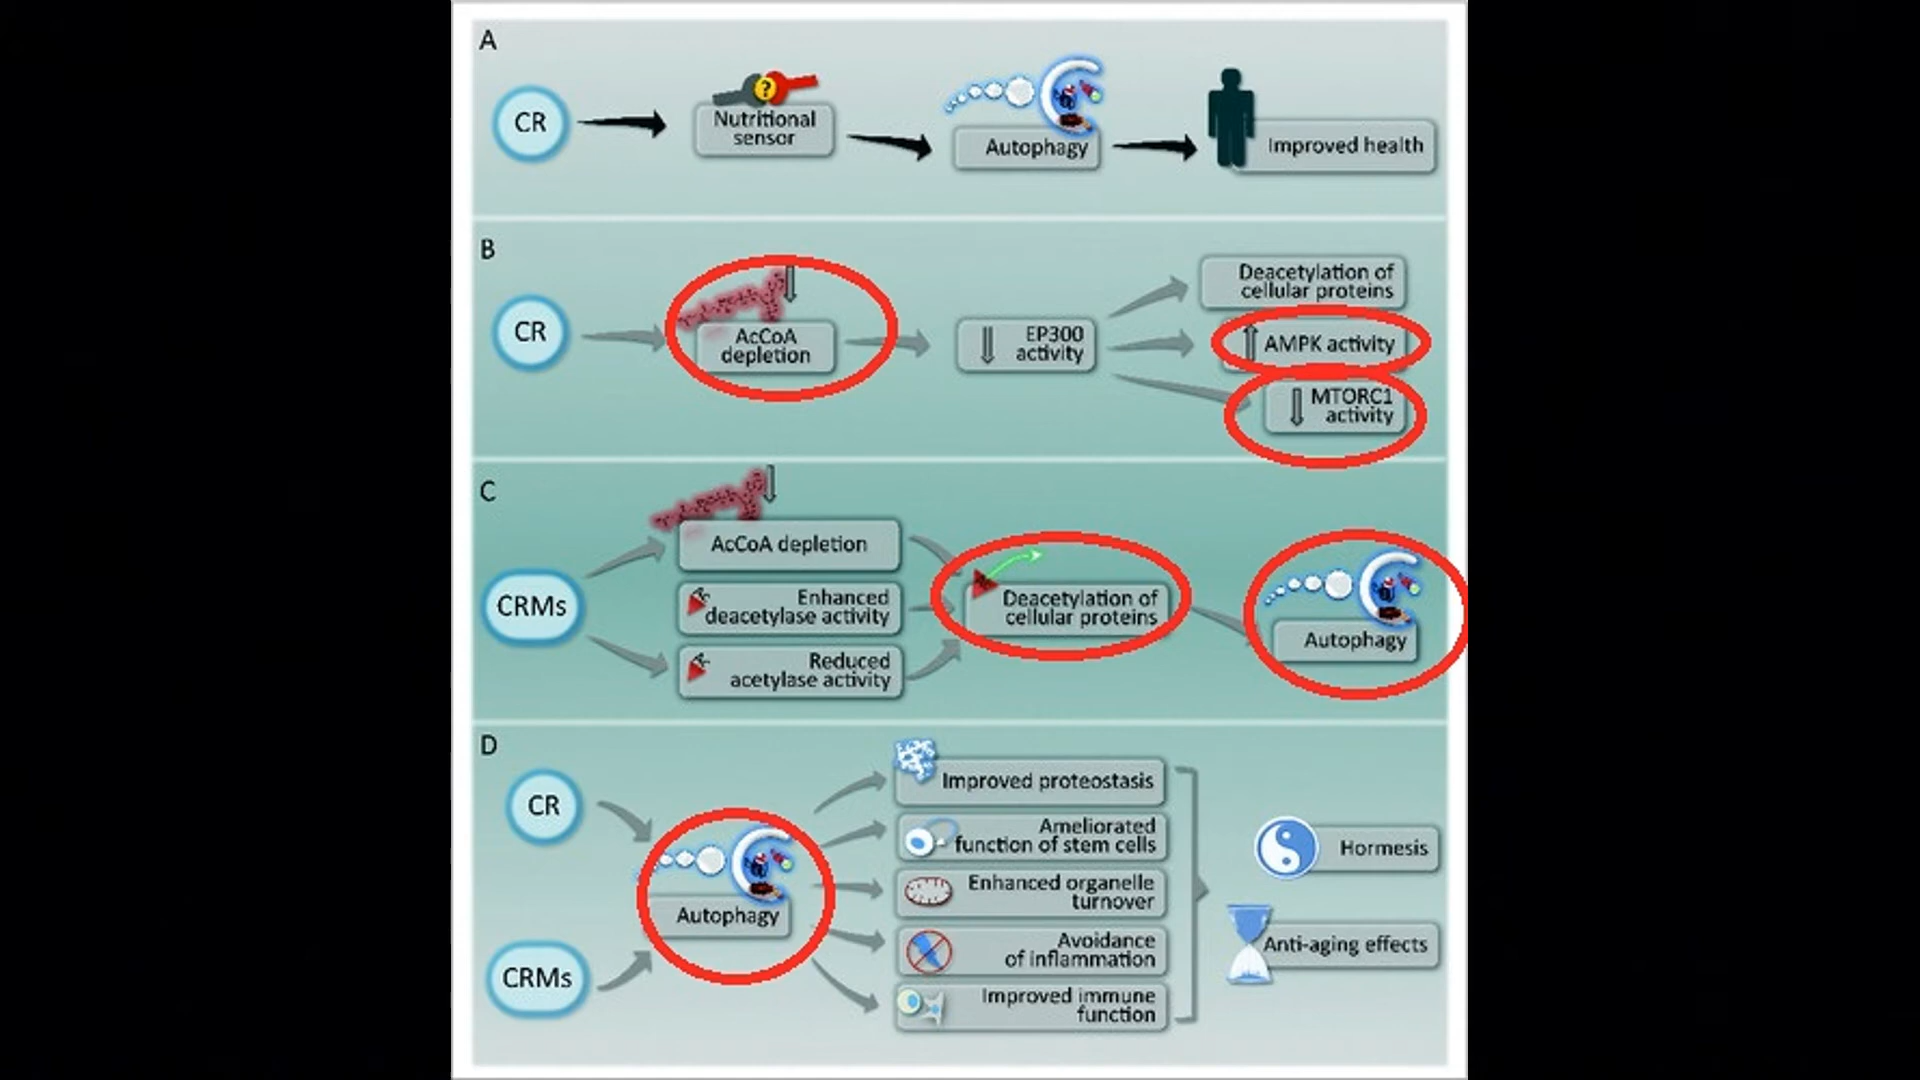 A
CR
?
Nutritional
sensor
Autophagy
Improved health
B
CR
AcCoA
depletion
EP300
activity
Deacetylation of
cellular proteins
AMPK activity
MTORC1
activity
C
CRMs
AcCoA depletion
Enhanced
deacetylase activity
Reduced
acetylase activity
Deacetylation of
cellular proteins
Autophagy
D
CR
CRMs
Autophagy
Improved proteostasis
Ameliorated
function of stem cells
Enhanced organelle
turnover
Avoidance
of inflammation
Improved immune
function
Hormesis
Anti-aging effects